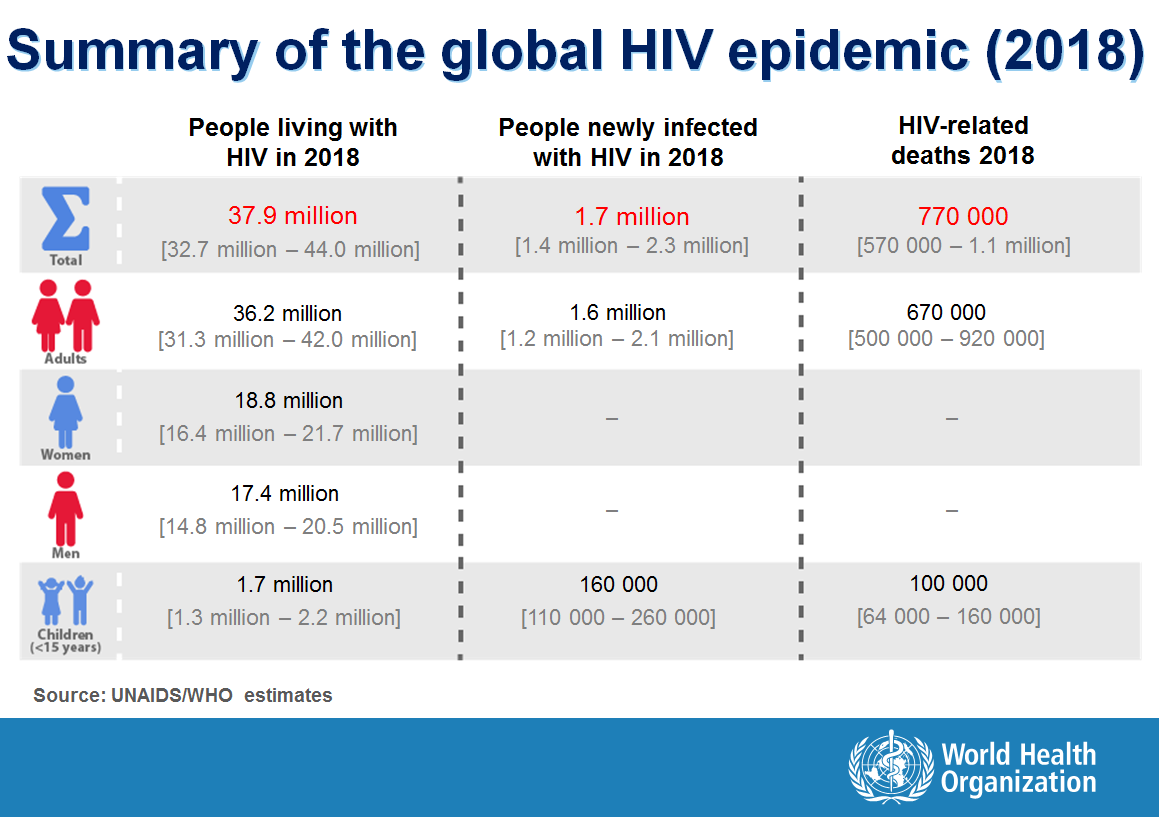 Summary of the global HIV epidemic (2018)
People living with
HIV in 2018
People newly infected
with HIV in 2018
HIV-related
deaths 2018
Total
37.9 million
[32.7 million – 44.0 million]
1.7 million
[1.4 million – 2.3 million]
770 000
[570 000 – 1.1 million]
Adults
36.2 million
[31.3 million – 42.0 million]
1.6 million
[1.2 million – 2.1 million]
670 000
[500 000 – 920 000]
Women
18.8 million
[16.4 million – 21.7 million]
–
–
Men
17.4 million
[14.8 million – 20.5 million]
–
–
Children
(<15 years)
1.7 million
[1.3 million – 2.2 million]
160 000
[110 000 – 260 000]
100 000
[64 000 – 160 000]
Source: UNAIDS/WHO estimates
World Health
Organization